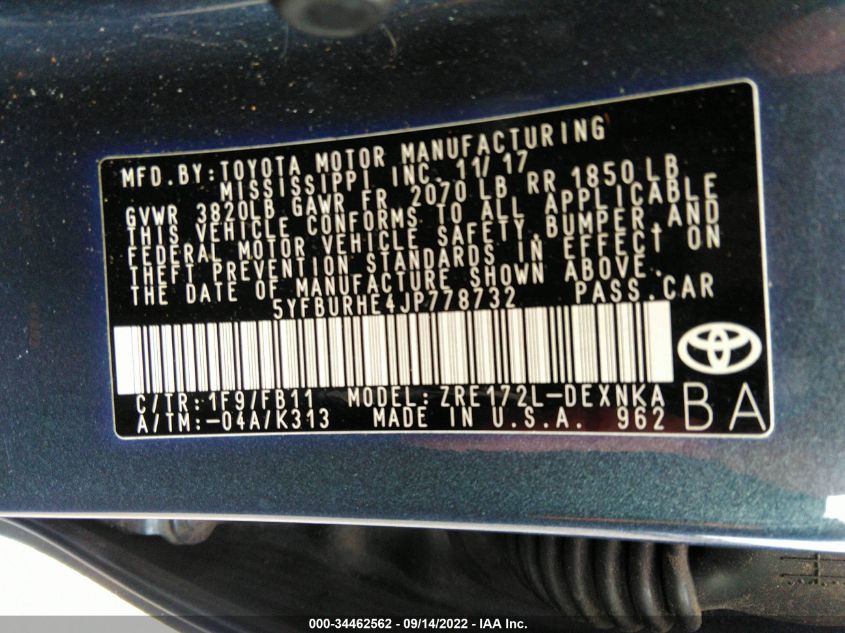 MFD.BY:TOYOTA MOTOR MANUFACTURING
MISSISSIPPI INC. 11/17
GVWR 3820LB GAWR FR 2070 LB RR 1850 LB
THIS VEHICLE CONFORMS TO ALL APPLICABLE
FEDERAL MOTOR VEHICLE SAFETY,BUMPER,AND
THEFT PREVENTION STANDARDS IN EFFECT ON
THE DATE OF MANUFACTURE SHOWN ABOVE.
5YFBURHE4JP778732 PASS.CAR
C/TR:1F9/FB11 MODEL:ZRE172L-DEXNKA
A/TM:-04A/K313 MADE IN U.S.A. 962
BA
000-34462562 - 09/14/2022 - IAA Inc.